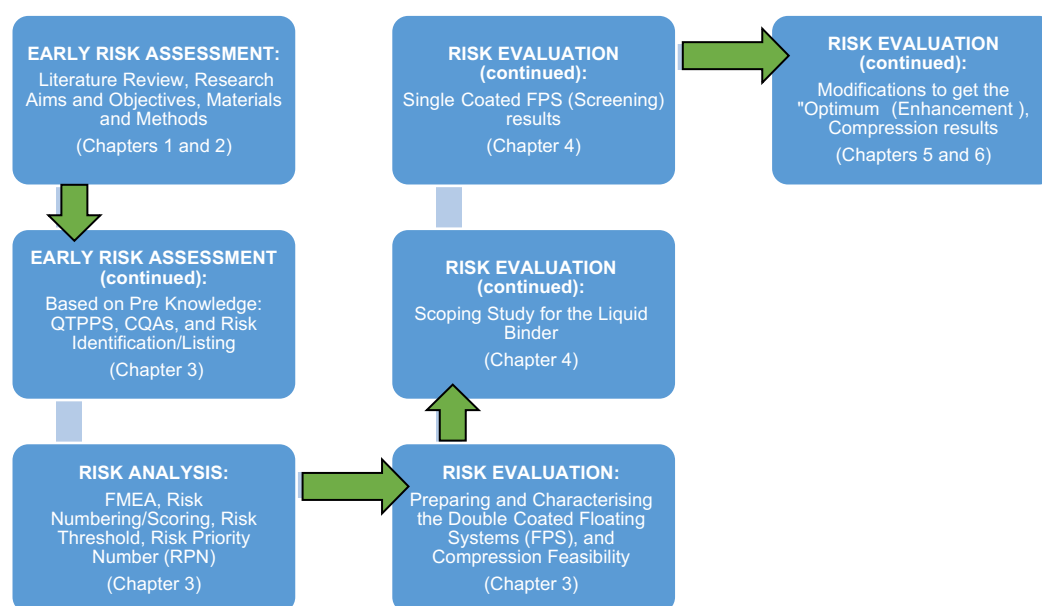 EARLY RISK ASSESSMENT:
Literature Review, Research
Aims and Objectives, Materials
and Methods
(Chapters 1 and 2)
EARLY RISK ASSESSMENT
(continued):
Based on Pre Knowledge:
QTPPS, CQAs, and Risk
Identification/Listing
(Chapter 3)
RISK ANALYSIS:
FMEA, Risk
Numbering/Scoring, Risk
Threshold, Risk Priority
Number (RPN)
(Chapter 3)
RISK EVALUATION:
Preparing and Characterising
the Double Coated Floating
Systems (FPS), and
Compression Feasibility
(Chapter 3)
RISK EVALUATION
(continued):
Scoping Study for the Liquid
Binder
(Chapter 4)
RISK EVALUATION
(continued):
Single Coated FPS (Screening)
results
(Chapter 4)
RISK EVALUATION
(continued):
Modifications to get the
"Optimum (Enhancement ),
Compression results
(Chapters 5 and 6)